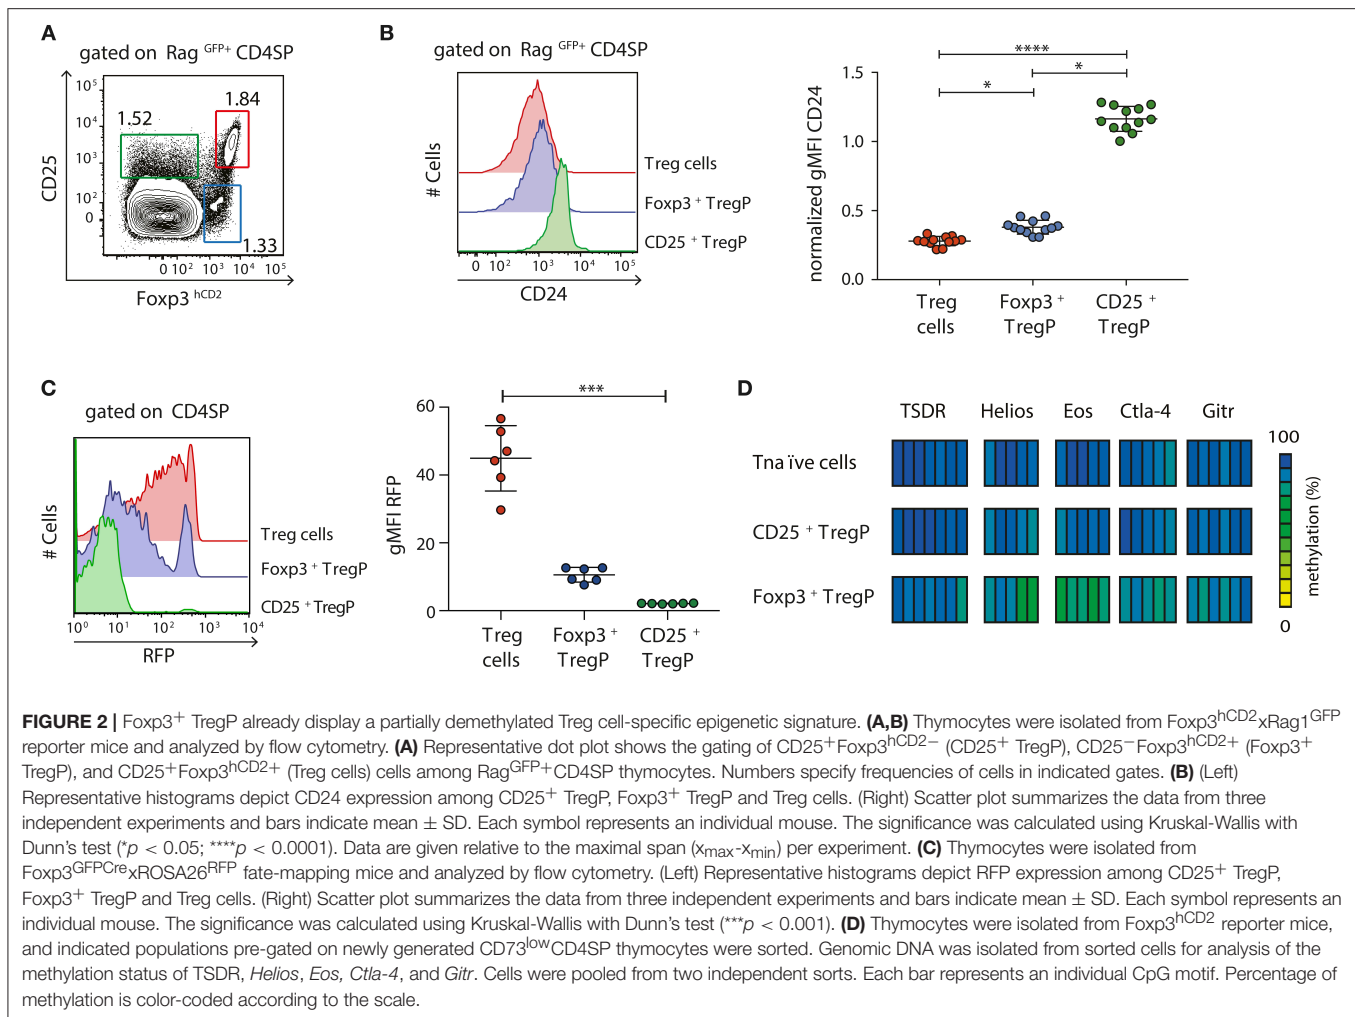 A
gated on Rag GFP+ CD4SP
10⁵
10⁴
10³
10²
0
CD25
1.52
1.84
1.33
0 10² 10³ 10⁴ 10⁵
Foxp3 hCD2
B
gated on Rag GFP+ CD4SP
# Cells
Treg cells
Foxp3 + TregP
CD25 + TregP
0 10² 10³ 10⁴ 10⁵
CD24
****
*
*
normalized gMFI CD24
1.5
1.0
0.5
0.0
Treg cells
Foxp3 + TregP
CD25 + TregP
C
gated on CD4SP
# Cells
Treg cells
Foxp3 + TregP
CD25 + TregP
10⁰ 10¹ 10² 10³ 10⁴
RFP
***
gMFI RFP
60
40
20
0
Treg cells
Foxp3 + TregP
CD25 + TregP
D
TSDR Helios Eos Ctla-4 Gitr
Tna ïve cells
CD25 + TregP
Foxp3 + TregP
100
methylation (%)
0
FIGURE 2 | Foxp3+ TregP already display a partially demethylated Treg cell-specific epigenetic signature. (A,B) Thymocytes were isolated from Foxp3hCD2xRag1GFP
reporter mice and analyzed by flow cytometry. (A) Representative dot plot shows the gating of CD25+Foxp3hCD2− (CD25+ TregP), CD25−Foxp3hCD2+ (Foxp3+
TregP), and CD25+Foxp3hCD2+ (Treg cells) cells among RagGFP+CD4SP thymocytes. Numbers specify frequencies of cells in indicated gates. (B) (Left)
Representative histograms depict CD24 expression among CD25+ TregP, Foxp3+ TregP and Treg cells. (Right) Scatter plot summarizes the data from three
independent experiments and bars indicate mean ± SD. Each symbol represents an individual mouse. The significance was calculated using Kruskal-Wallis with
Dunn's test (*p < 0.05; ****p < 0.0001). Data are given relative to the maximal span (xmax-xmin) per experiment. (C) Thymocytes were isolated from
Foxp3GFPCrexROSA26RFP fate-mapping mice and analyzed by flow cytometry. (Left) Representative histograms depict RFP expression among CD25+ TregP,
Foxp3+ TregP and Treg cells. (Right) Scatter plot summarizes the data from three independent experiments and bars indicate mean ± SD. Each symbol represents an
individual mouse. The significance was calculated using Kruskal-Wallis with Dunn's test (***p < 0.001). (D) Thymocytes were isolated from Foxp3hCD2 reporter mice,
and indicated populations pre-gated on newly generated CD73lowCD4SP thymocytes were sorted. Genomic DNA was isolated from sorted cells for analysis of the
methylation status of TSDR, Helios, Eos, Ctla-4, and Gitr. Cells were pooled from two independent sorts. Each bar represents an individual CpG motif. Percentage of
methylation is color-coded according to the scale.